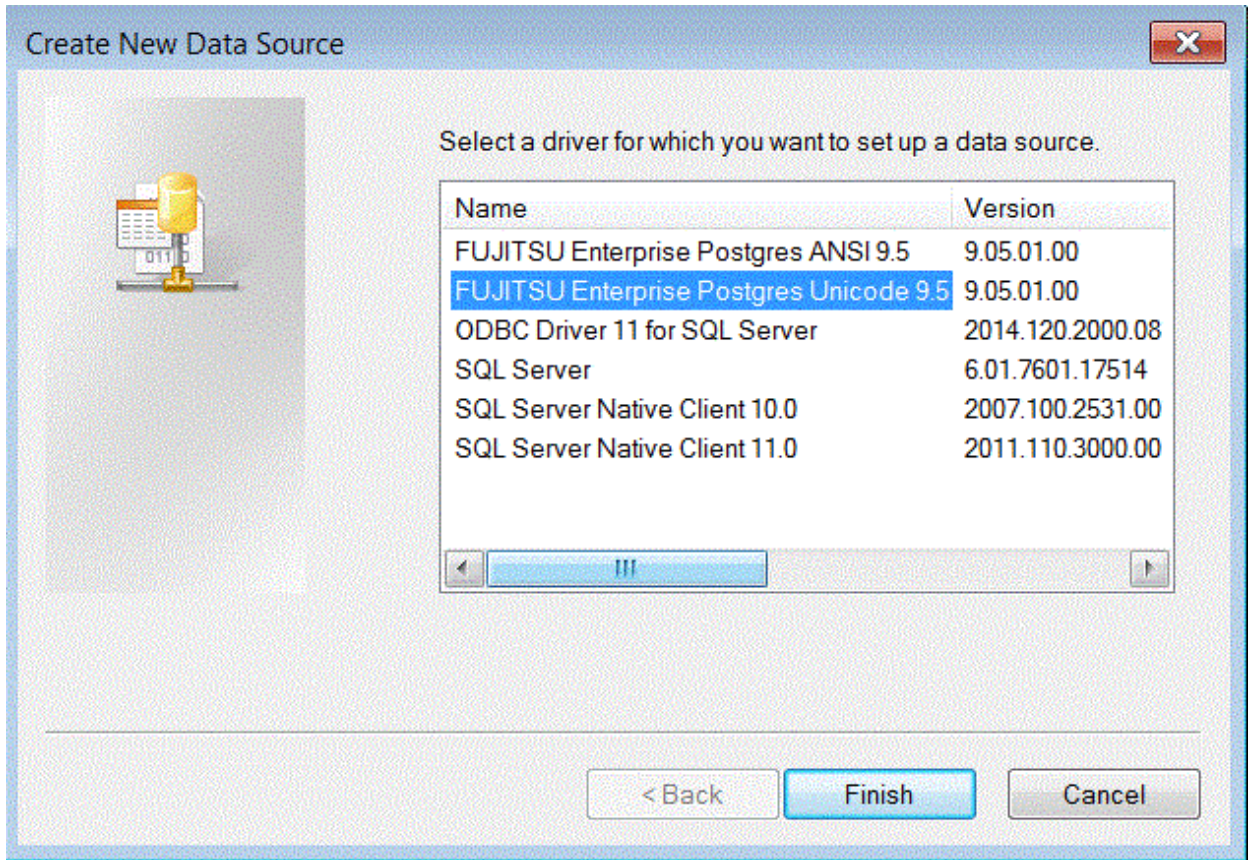 Create New Data Source
Select a driver for which you want to set up a data source.
Name Version
FUJITSU Enterprise Postgres ANSI 9.5 9.05.01.00
FUJITSU Enterprise Postgres Unicode 9.5 9.05.01.00
ODBC Driver 11 for SQL Server 2014.120.2000.08
SQL Server 6.01.7601.17514
SQL Server Native Client 10.0 2007.100.2531.00
SQL Server Native Client 11.0 2011.110.3000.00
< Back Finish Cancel